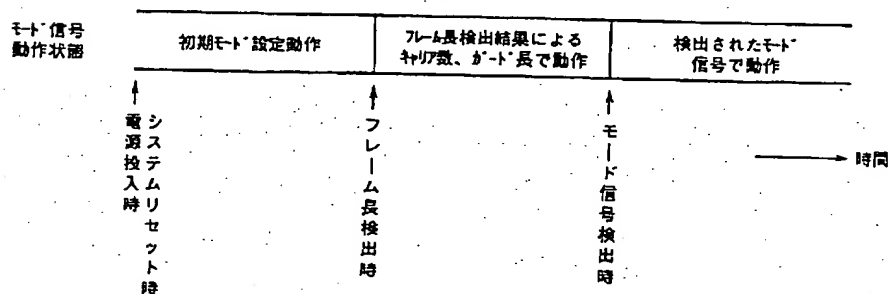 モード信号
動作状態
初期モード設定動作
フレーム長検出結果による
キャリア数、ガード長で動作
検出されたモード
信号で動作
電源投入時
システムリセット時
フレーム長検出時
モード信号検出時
時間